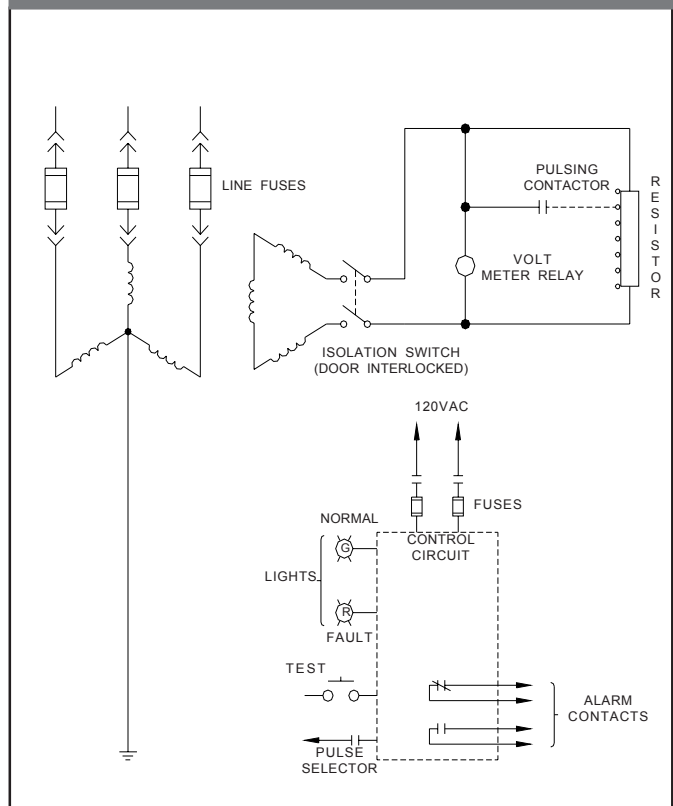 LINE FUSES
PULSING
CONTACTOR
RESISTOR
VOLT
METER RELAY
ISOLATION SWITCH
(DOOR INTERLOCKED)
120VAC
FUSES
NORMAL
CONTROL
CIRCUIT
G
LIGHTS
R
FAULT
TEST
ALARM
CONTACTS
PULSE
SELECTOR